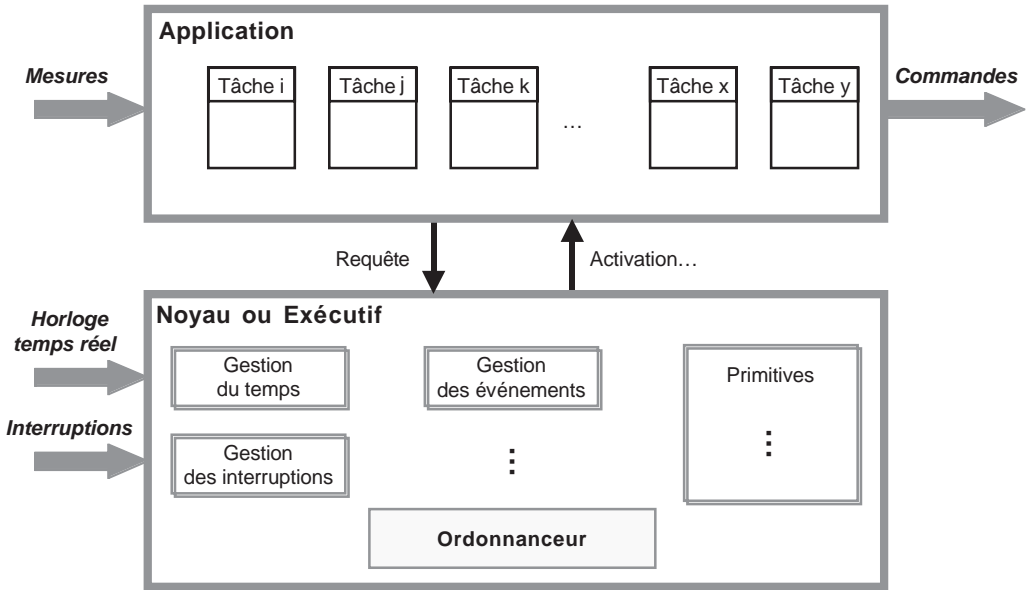 Application
Mesures
Tâche i
Tâche j
Tâche k
…
Tâche x
Tâche y
Commandes
Requête
Activation…
Noyau ou Exécutif
Horloge
temps réel
Gestion
du temps
Gestion
des événements
Primitives
Interruptions
Gestion
des interruptions
Ordonnanceur